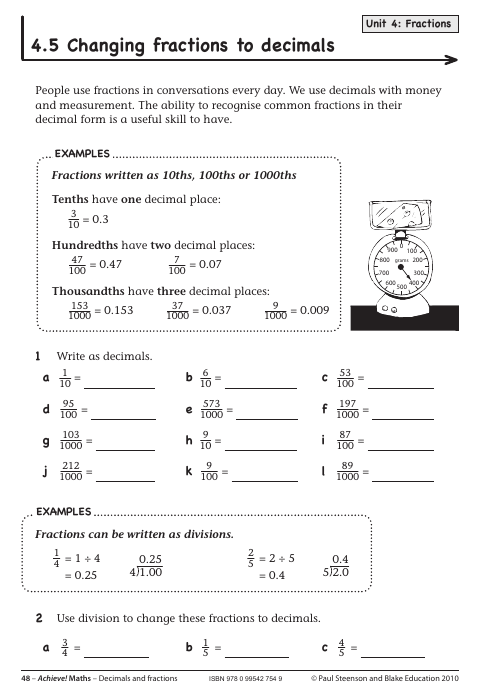 Unit 4: Fractions
4.5 Changing fractions to decimals
People use fractions in conversations every day. We use decimals with money
and measurement. The ability to recognise common fractions in their
decimal form is a useful skill to have.
EXAMPLES
Fractions written as 10ths, 100ths or 1000ths
Tenths have one decimal place:
3/10 = 0.3
Hundredths have two decimal places:
47/100 = 0.47 7/100 = 0.07
Thousandths have three decimal places:
153/1000 = 0.153 37/1000 = 0.037 9/1000 = 0.009
0
900 100
800 grams 200
700 300
600 400
500
1 Write as decimals.
a 1/10 = b 6/10 = c 53/100 =
d 95/100 = e 573/1000 = f 197/1000 =
g 103/1000 = h 9/10 = i 87/100 =
j 212/1000 = k 9/100 = l 89/1000 =
EXAMPLES
Fractions can be written as divisions.
1/4 = 1 ÷ 4 0.25 2/5 = 2 ÷ 5 0.4
= 0.25 4)1.00 = 0.4 5)2.0
2 Use division to change these fractions to decimals.
a 3/4 = b 1/5 = c 4/5 =
48 – Achieve! Maths – Decimals and fractions ISBN 978 0 99542 754 9 © Paul Steenson and Blake Education 2010